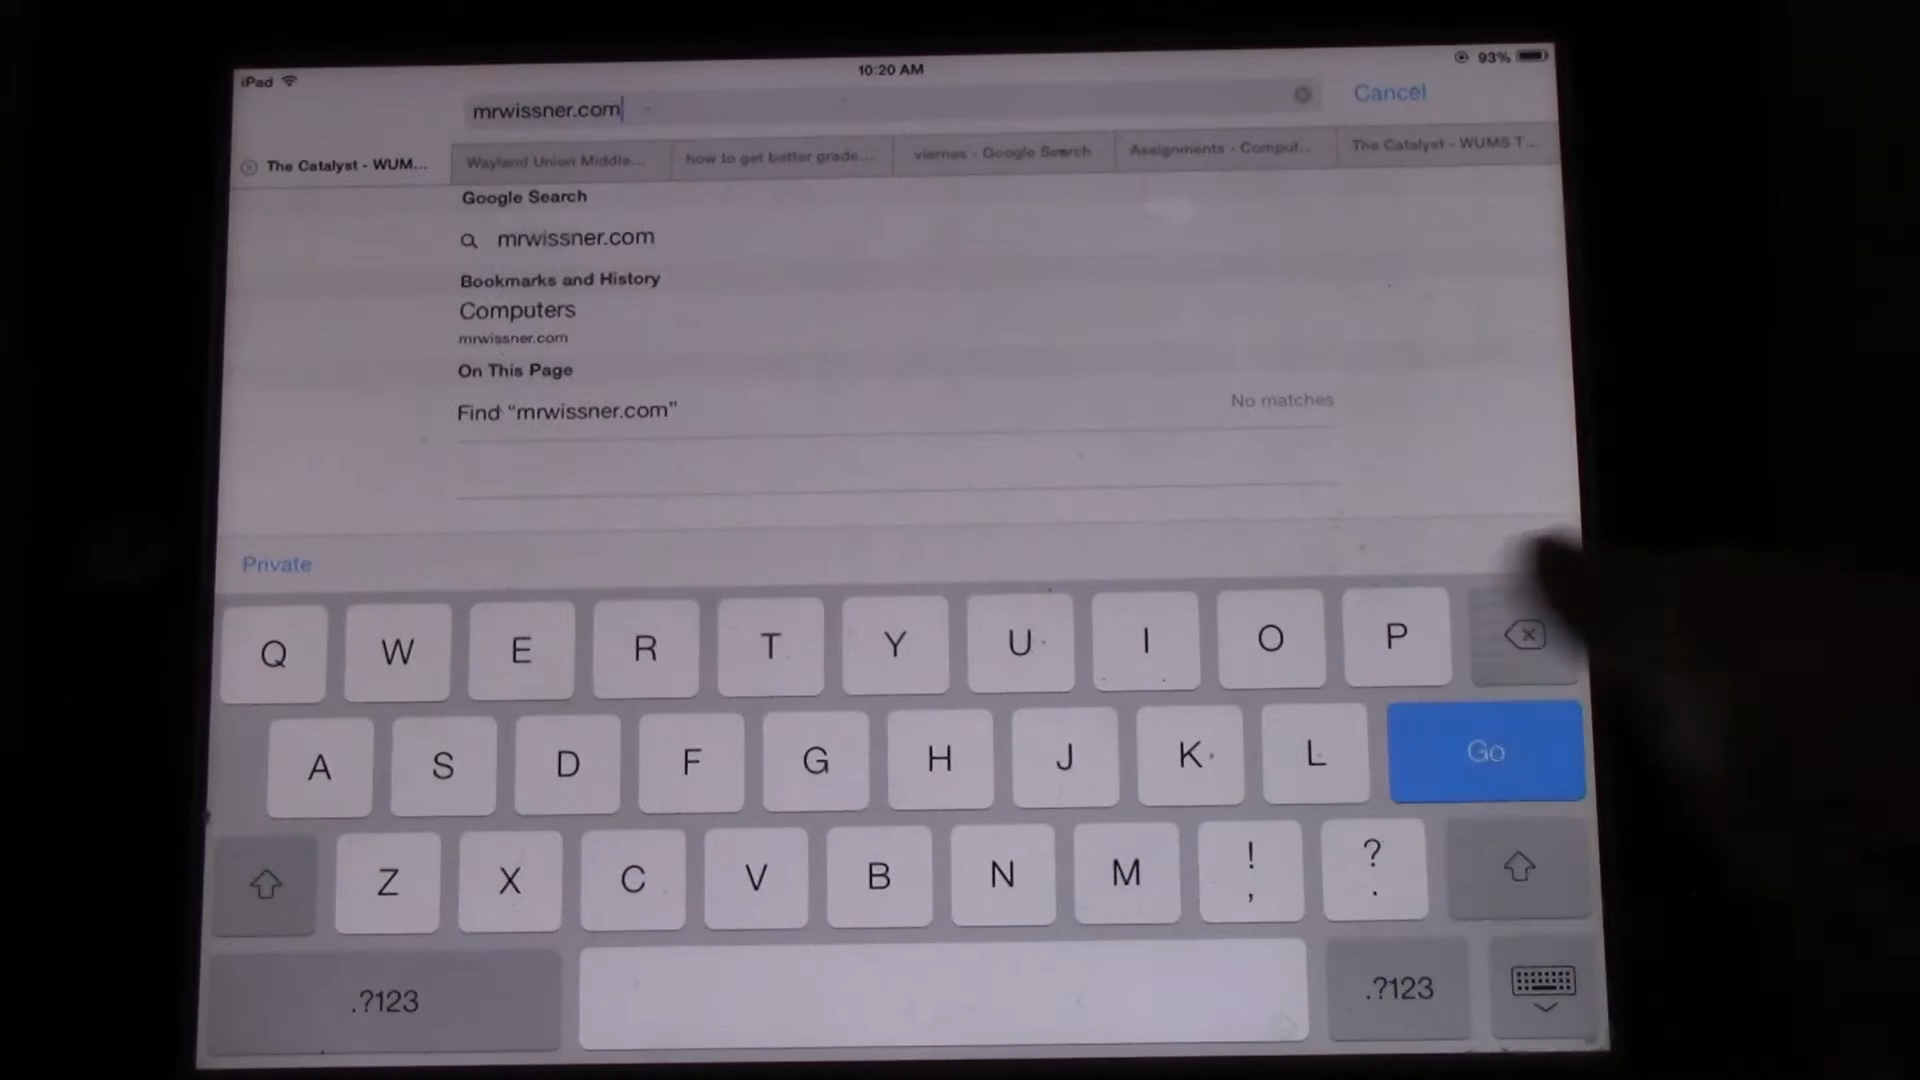 iPad
10:20 AM
93%
mrwissner.com
Cancel
The Catalyst - WUM...
Wayland Union Middle...
how to get better grade...
viernes - Google Search
Assignments - Comput...
The Catalyst - WUMS T...
Google Search
mrwissner.com
Bookmarks and History
Computers
mrwissner.com
On This Page
Find “mrwissner.com”
No matches
Private
Q W E R T Y U I O P
A S D F G H J K L Go
Z X C V B N M ! , ? .
.?123 .?123